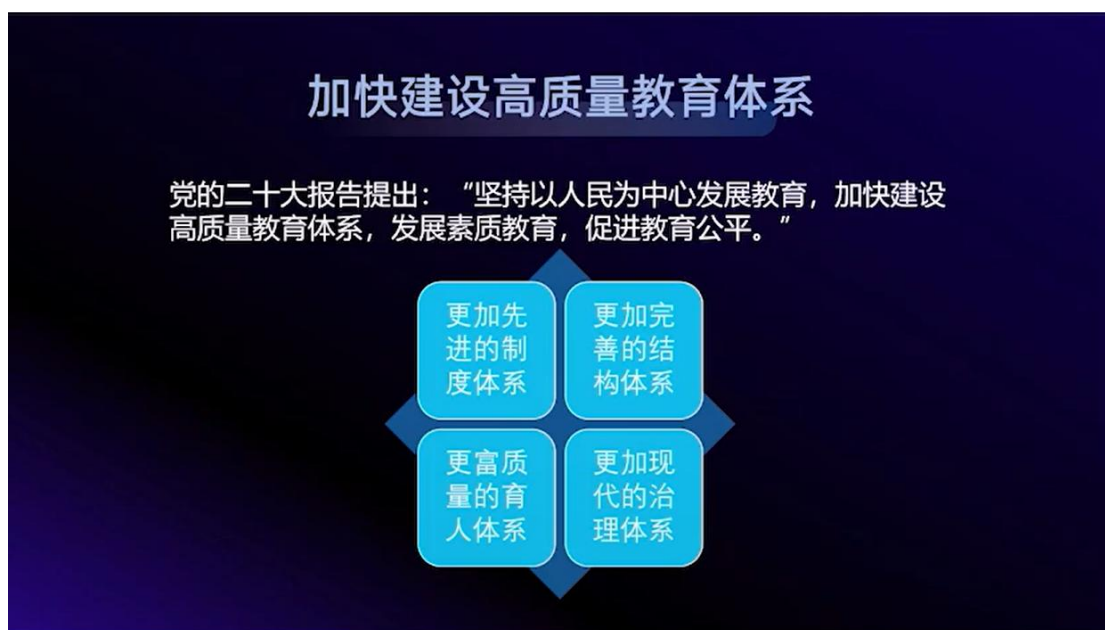 加快建设高质量教育体系
党的二十大报告提出：“坚持以人民为中心发展教育，加快建设
高质量教育体系，发展素质教育，促进教育公平。”
更加先
进的制
度体系
更加完
善的结
构体系
更富质
量的育
人体系
更加现
代的治
理体系